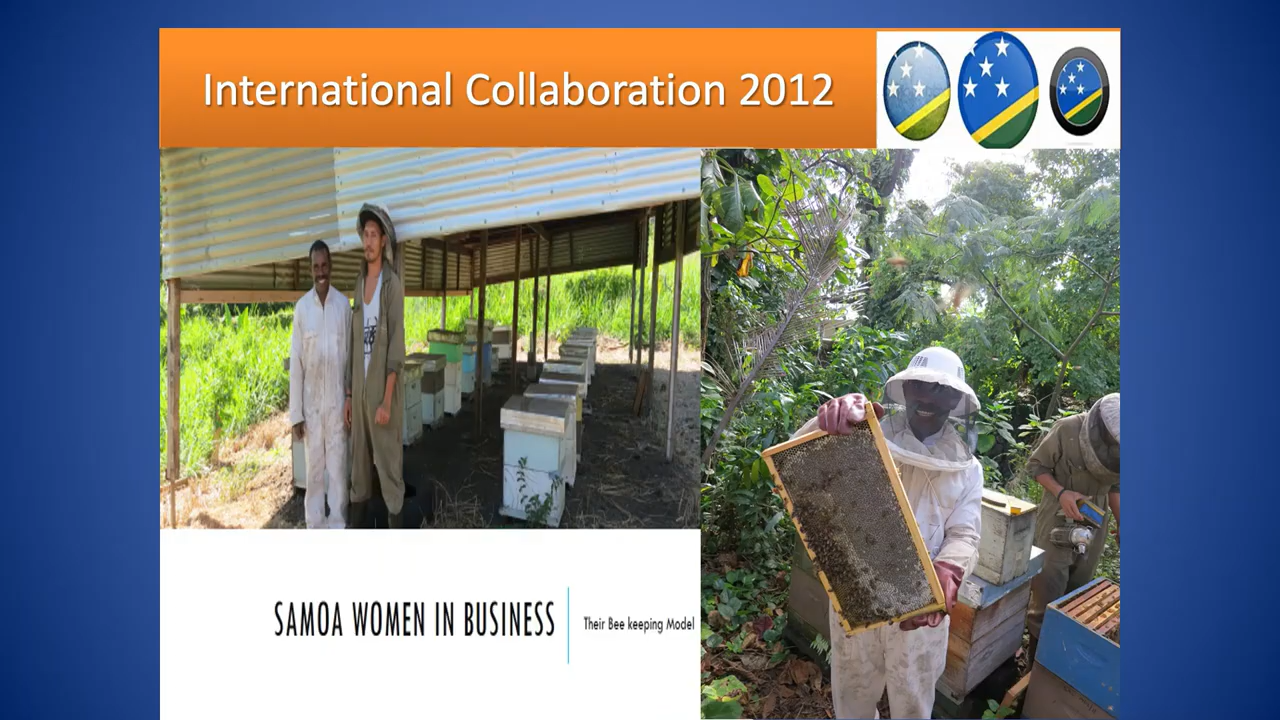 International Collaboration 2012
SAMOA WOMEN IN BUSINESS
Their Bee keeping Model